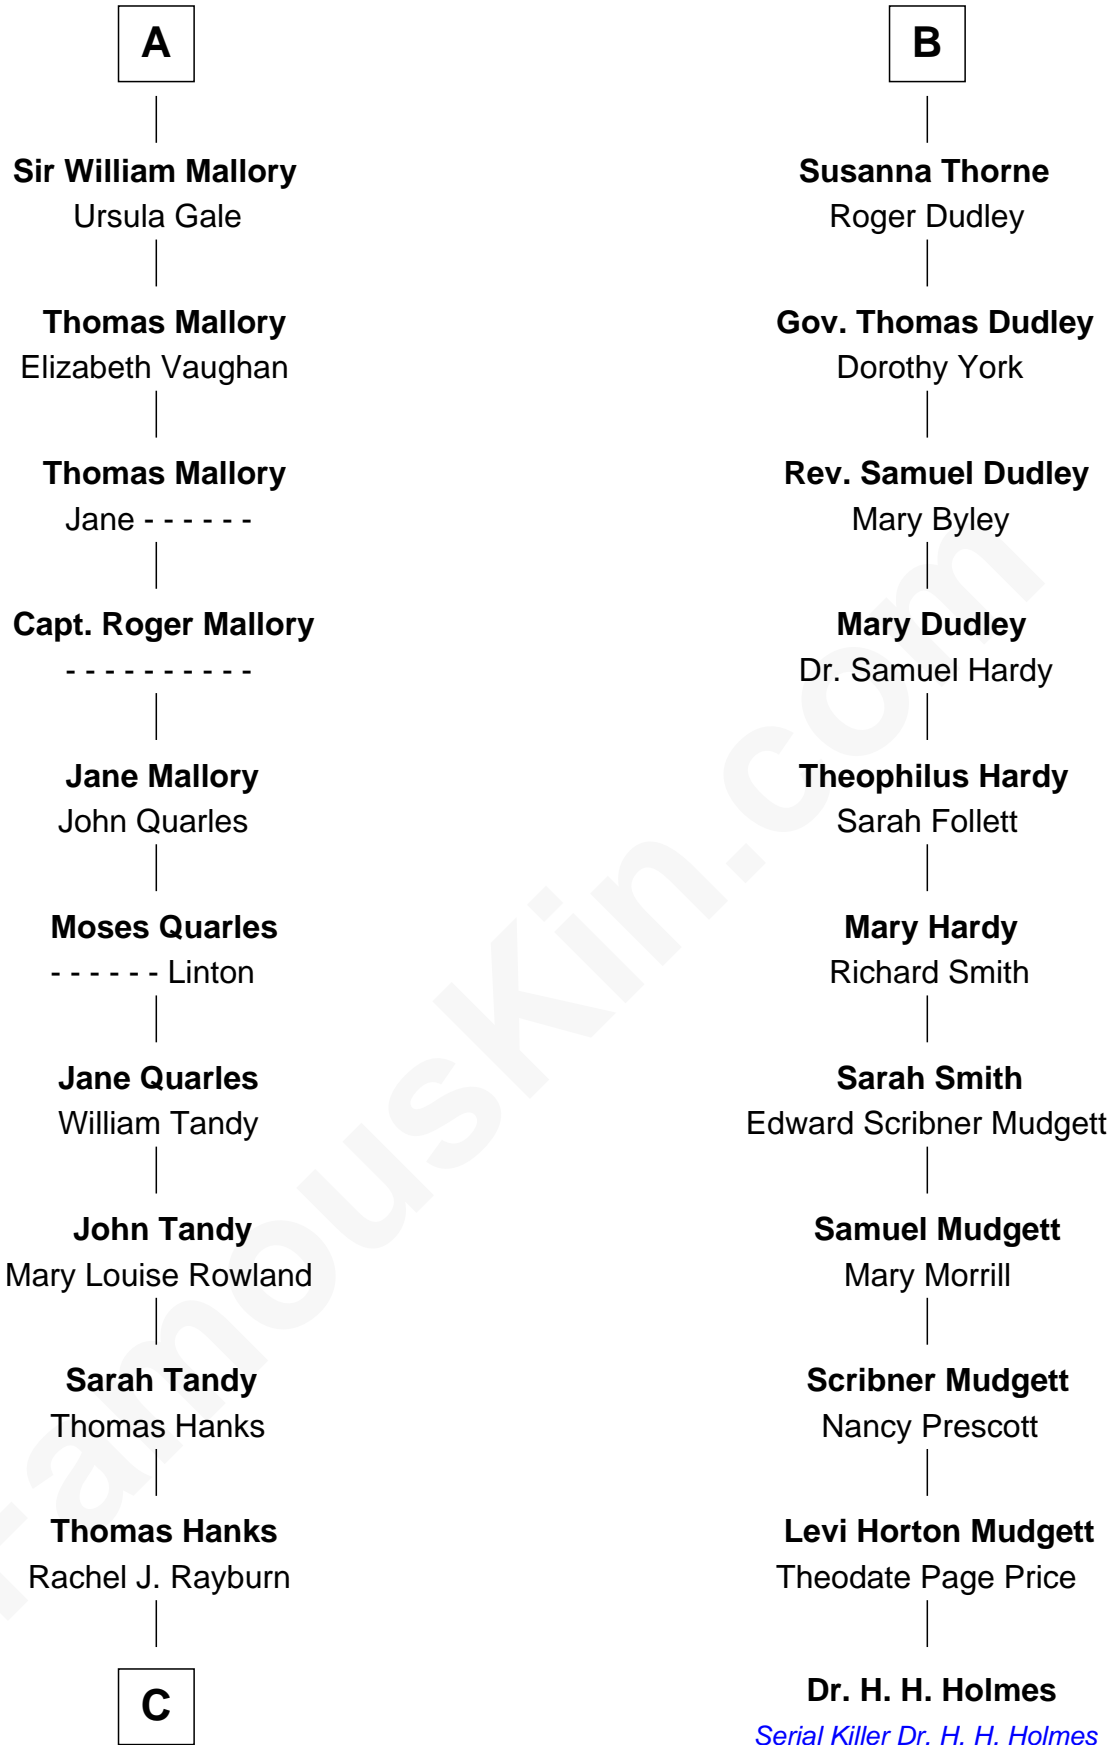 A
Sir William Mallory
Ursula Gale
Thomas Mallory
Elizabeth Vaughan
Thomas Mallory
Jane - - - - - -
Capt. Roger Mallory
- - - - - - - - - -
Jane Mallory
John Quarles
Moses Quarles
- - - - - - Linton
Jane Quarles
William Tandy
John Tandy
Mary Louise Rowland
Sarah Tandy
Thomas Hanks
Thomas Hanks
Rachel J. Rayburn
C
B
Susanna Thorne
Roger Dudley
Gov. Thomas Dudley
Dorothy York
Rev. Samuel Dudley
Mary Byley
Mary Dudley
Dr. Samuel Hardy
Theophilus Hardy
Sarah Follett
Mary Hardy
Richard Smith
Sarah Smith
Edward Scribner Mudgett
Samuel Mudgett
Mary Morrill
Scribner Mudgett
Nancy Prescott
Levi Horton Mudgett
Theodate Page Price
Dr. H. H. Holmes
Serial Killer Dr. H. H. Holmes
FamousKin.com